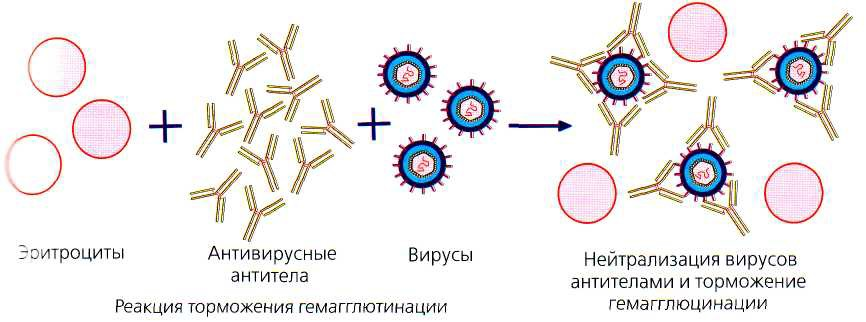 Эритроциты
Антивирусные
антитела
Вирусы
Нейтрализация вирусов
антителами и торможение
гемагглюцинации
Реакция торможения гемагглютинации